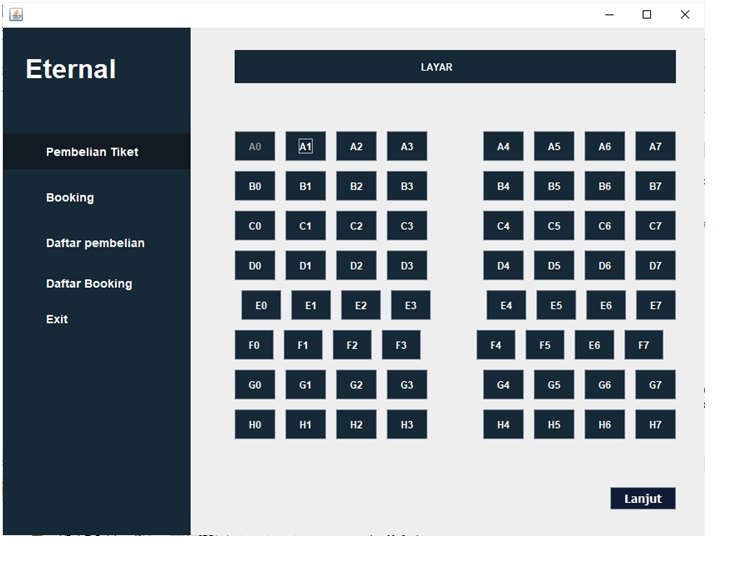 Eternal
Pembelian Tiket
Booking
Daftar pembelian
Daftar Booking
Exit
LAYAR
A0 A1 A2 A3 A4 A5 A6 A7
B0 B1 B2 B3 B4 B5 B6 B7
C0 C1 C2 C3 C4 C5 C6 C7
D0 D1 D2 D3 D4 D5 D6 D7
E0 E1 E2 E3 E4 E5 E6 E7
F0 F1 F2 F3 F4 F5 F6 F7
G0 G1 G2 G3 G4 G5 G6 G7
H0 H1 H2 H3 H4 H5 H6 H7
Lanjut